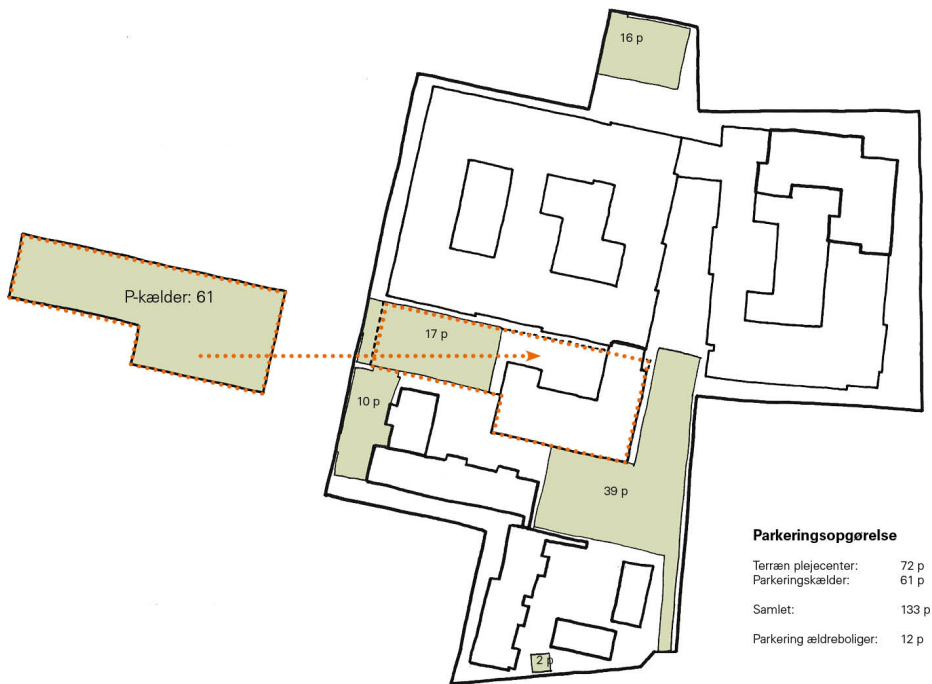 16 p
P-kælder: 61
17 p
10 p
39 p
2 p
Parkeringsopgørelse
Terræn plejecenter: 72 p
Parkeringskælder: 61 p
Samlet: 133 p
Parkering ældreboliger: 12 p